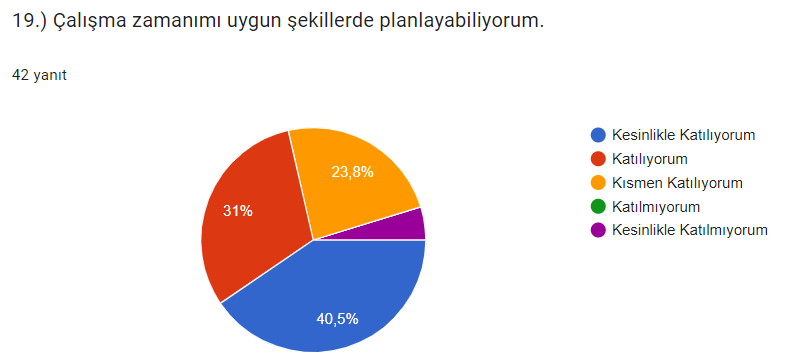 19.) Çalışma zamanımı uygun şekillerde planlayabiliyorum.
42 yanıt
23,8%
31%
40,5%
Kesinlikle Katılıyorum
Katılıyorum
Kısmen Katılıyorum
Katılmıyorum
Kesinlikle Katılmıyorum